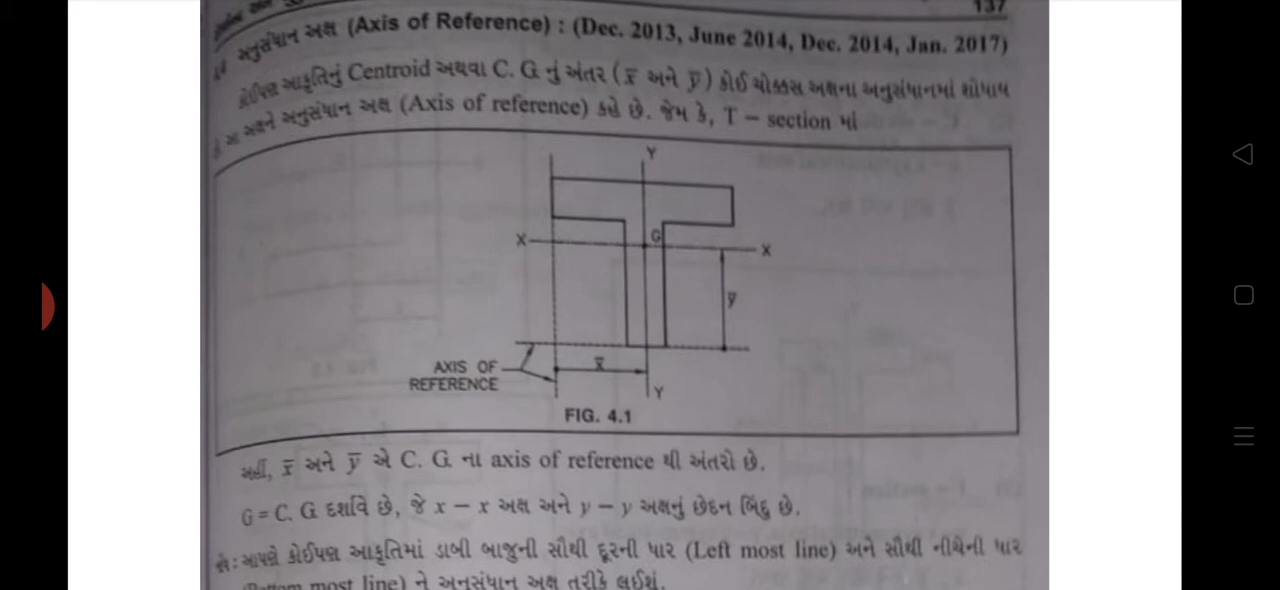 137
અનુસંધાન અક્ષ (Axis of Reference) : (Dec. 2013, June 2014, Dec. 2014, Jan. 2017)
કોઈપણ આકૃતિનું Centroid અથવા C. G નું અંતર (x̅ અને y̅) કોઈ ચોક્કસ અક્ષના અનુસંધાનમાં શોધાય
અક્ષને અનુસંધાન અક્ષ (Axis of reference) કહે છે. જેમ કે, T – section માં
Y
X
G
X
y̅
AXIS OF
x̅
REFERENCE
Y
FIG. 4.1
અહીં, x̅ અને y̅ એ C. G ના axis of reference થી અંતરો છે.
G = C. G દર્શાવે છે, જે x – x અક્ષ અને y – y અક્ષનું છેદન બિંદુ છે.
આપણે કોઈપણ આકૃતિમાં ડાબી બાજુની સૌથી દૂરની ધાર (Left most line) અને સૌથી નીચેની ધાર
(Bottom most line) ને અનુસંધાન અક્ષ તરીકે લઈશું.